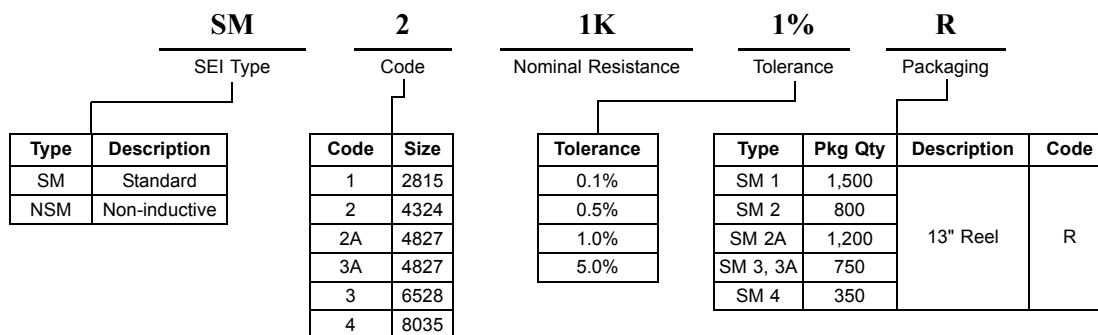 SM 2 1K 1% R
SEI Type Code Nominal Resistance Tolerance Packaging
Type Description
SM Standard
NSM Non-inductive
Code Size
1 2815
2 4324
2A 4827
3A 4827
3 6528
4 8035
Tolerance
0.1%
0.5%
1.0%
5.0%
Type Pkg Qty Description Code
SM 1 1,500
SM 2 800
SM 2A 1,200
SM 3, 3A 750
SM 4 350
13" Reel R